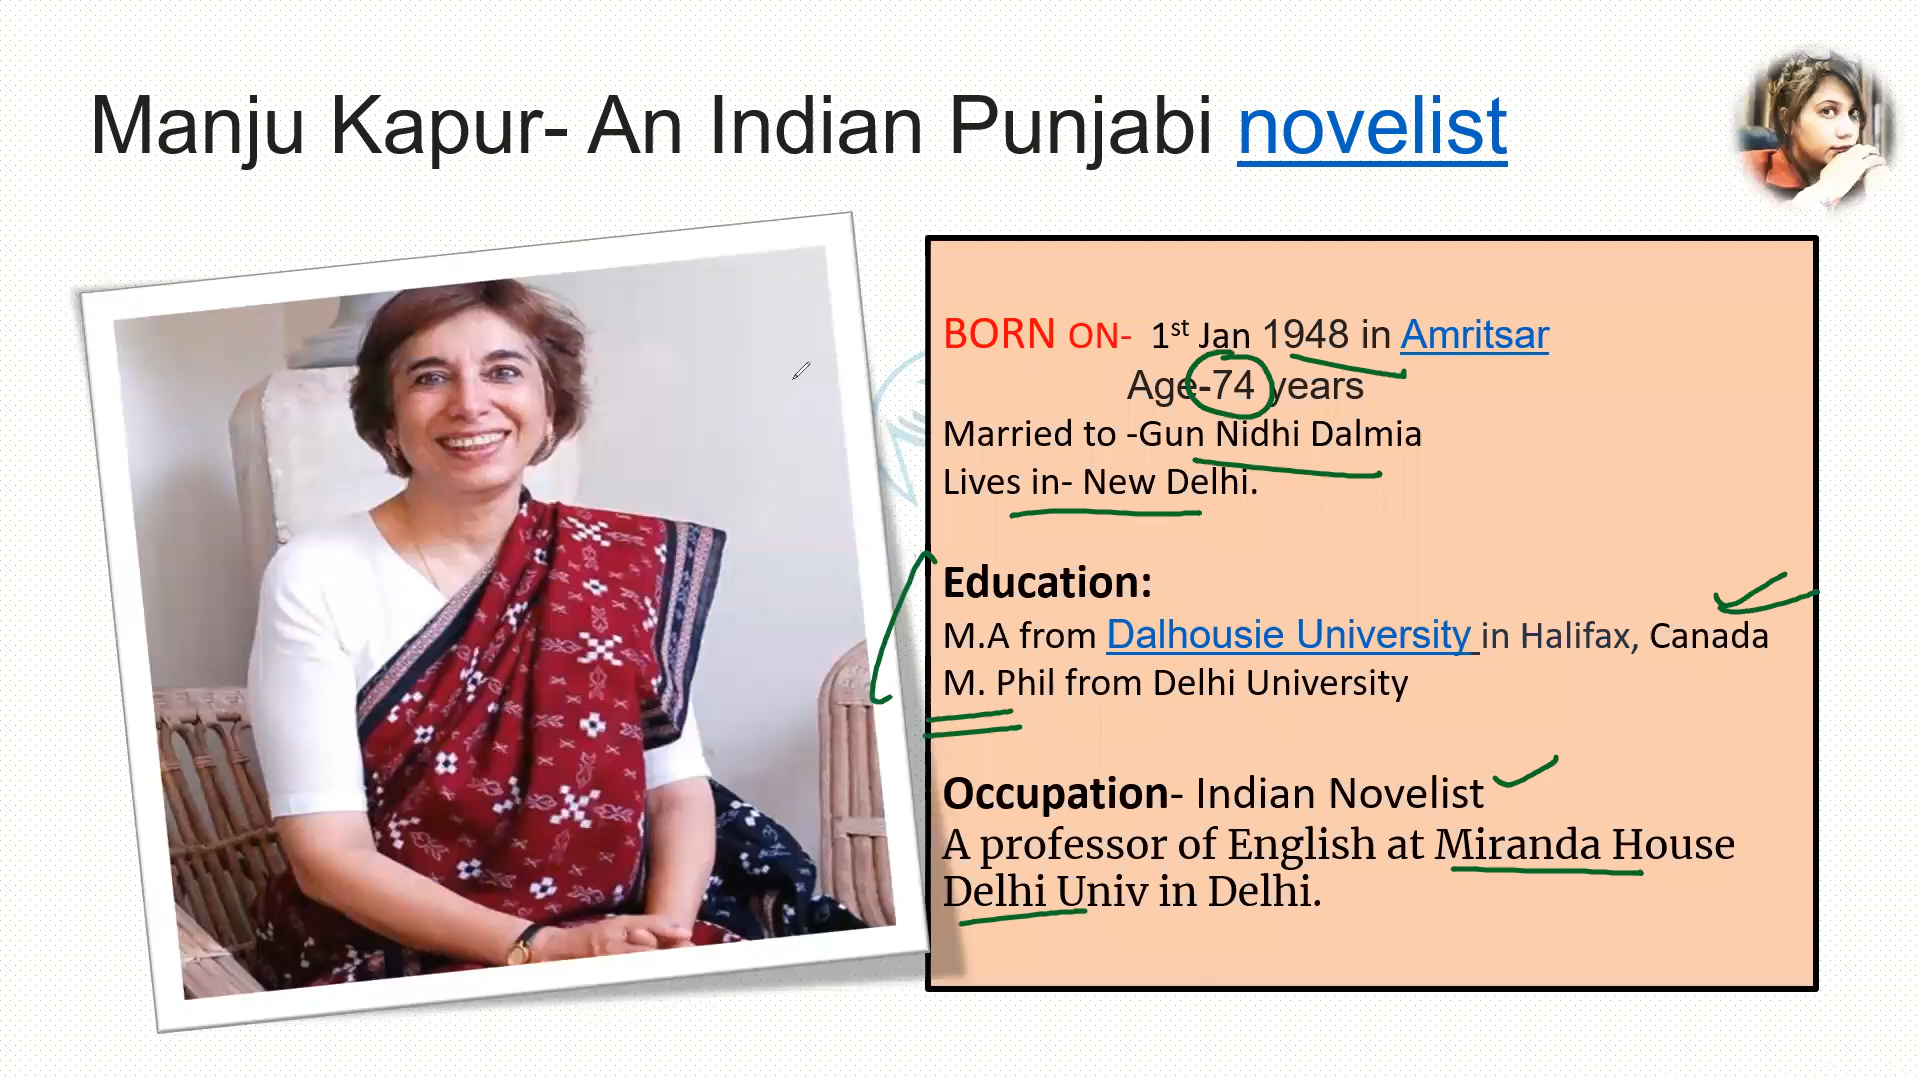 Manju Kapur- An Indian Punjabi novelist
BORN ON- 1st Jan 1948 in Amritsar
Age-74 years
Married to -Gun Nidhi Dalmia
Lives in- New Delhi.
Education:
M.A from Dalhousie University in Halifax, Canada
M. Phil from Delhi University
Occupation- Indian Novelist
A professor of English at Miranda House
Delhi Univ in Delhi.